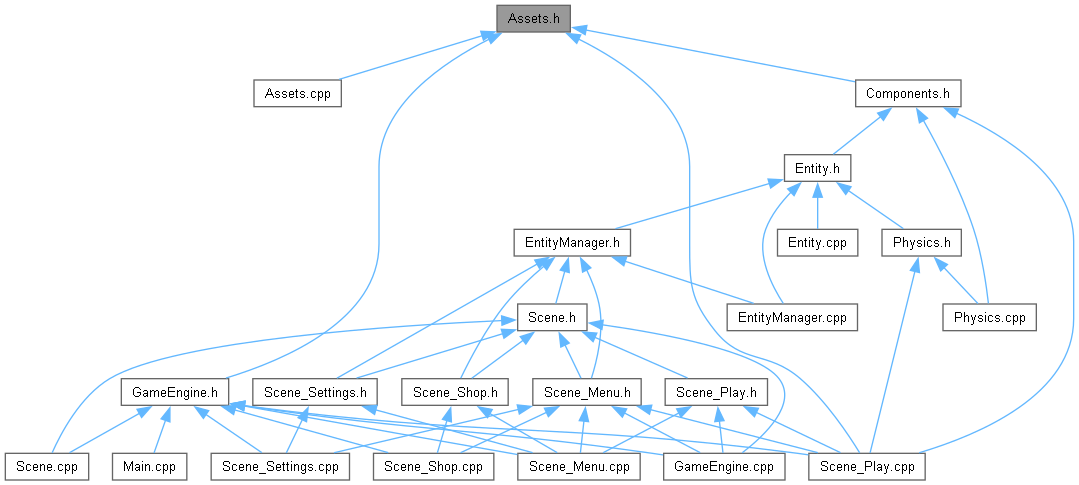 Assets.h
Assets.cpp
Components.h
Entity.h
EntityManager.h
Entity.cpp
Physics.h
Scene.h
EntityManager.cpp
Physics.cpp
GameEngine.h
Scene_Settings.h
Scene_Shop.h
Scene_Menu.h
Scene_Play.h
Scene.cpp
Main.cpp
Scene_Settings.cpp
Scene_Shop.cpp
Scene_Menu.cpp
GameEngine.cpp
Scene_Play.cpp